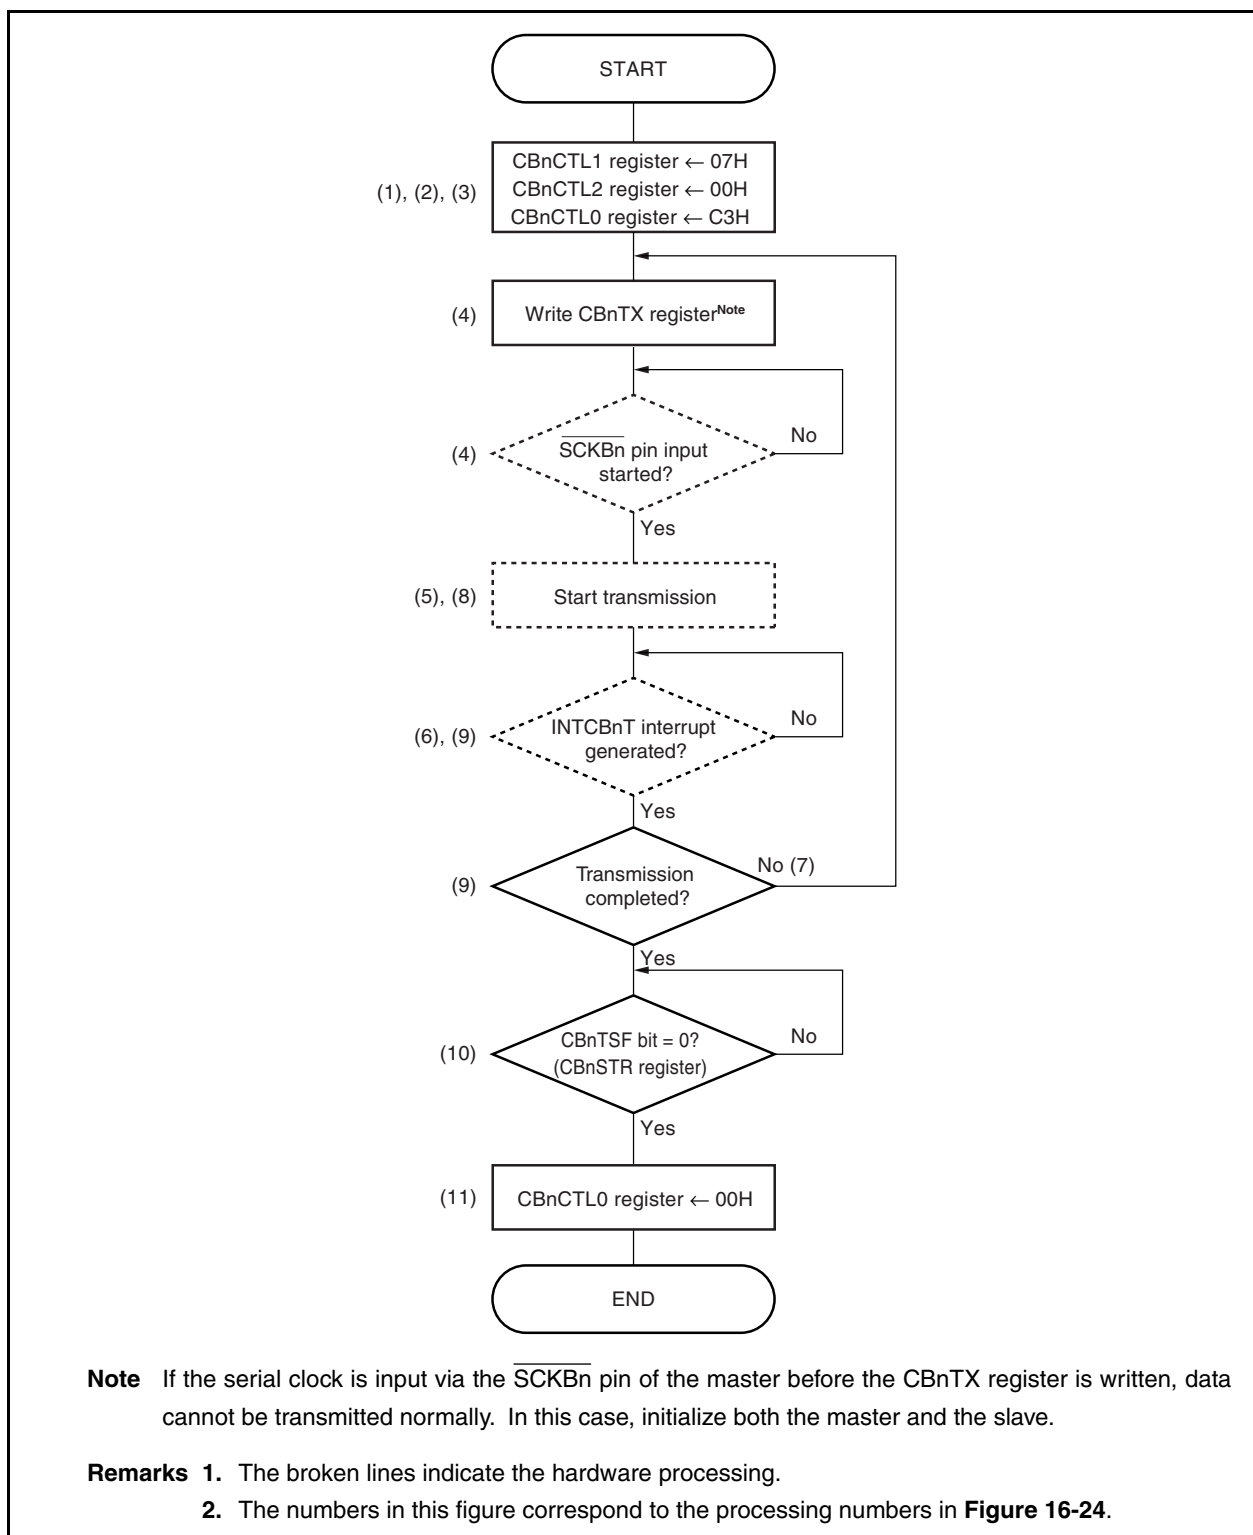 START
CBnCTL1 register ← 07H
CBnCTL2 register ← 00H
(1), (2), (3)
CBnCTL0 register ← C3H
(4)
Write CBnTX register^Note
No
(4)
SCKBn pin input
started?
Yes
(5), (8)
Start transmission
No
(6), (9)
INTCBnT interrupt
generated?
Yes
No (7)
(9)
Transmission
completed?
Yes
No
(10)
CBnTSF bit = 0?
(CBnSTR register)
Yes
(11)
CBnCTL0 register ← 00H
END
Note If the serial clock is input via the SCKBn pin of the master before the CBnTX register is written, data
cannot be transmitted normally. In this case, initialize both the master and the slave.
Remarks 1. The broken lines indicate the hardware processing.
2. The numbers in this figure correspond to the processing numbers in Figure 16-24.